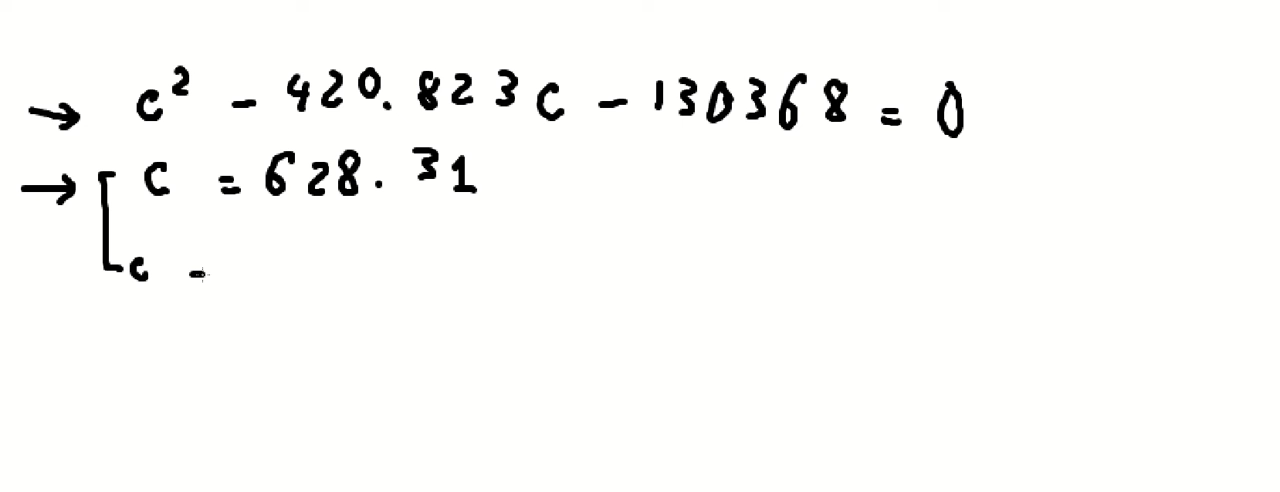 → c² - 420.823c - 130368 = 0
→ [ c = 628.31
c -